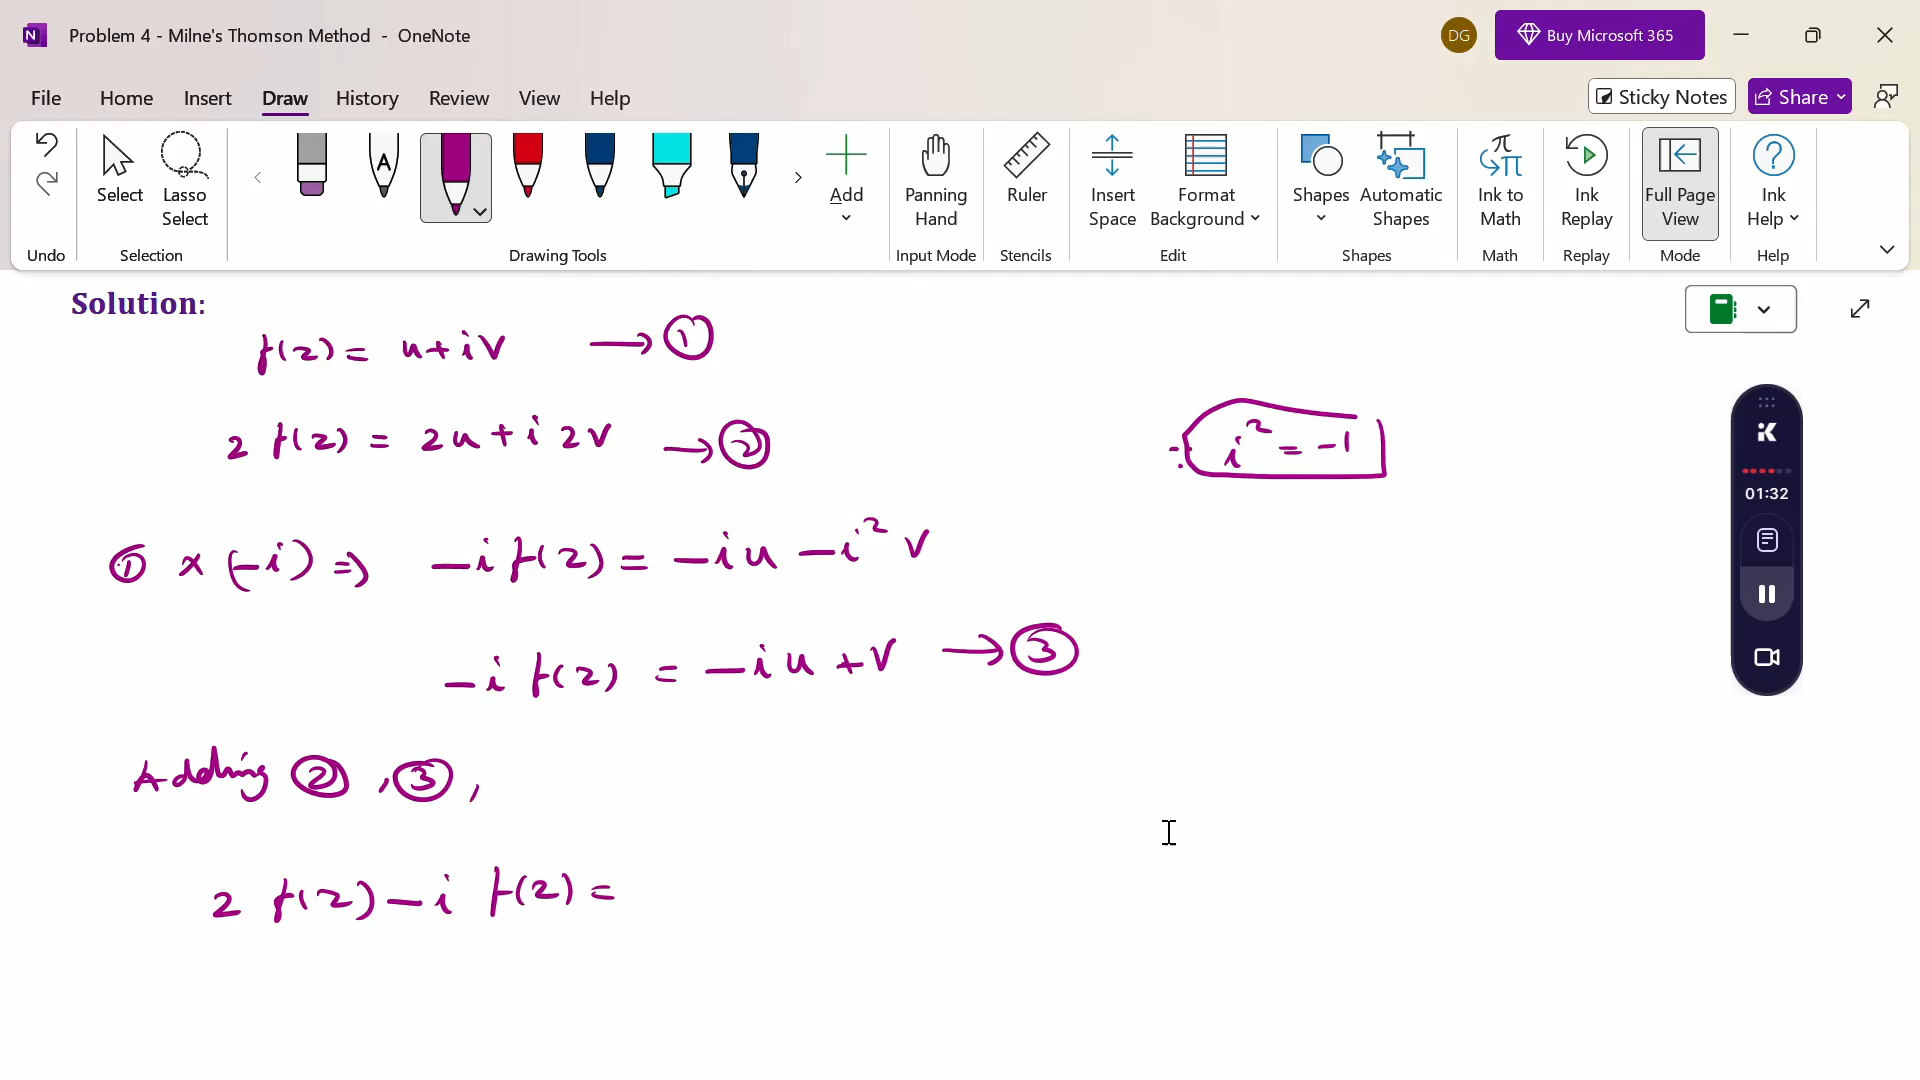 Problem 4 - Milne's Thomson Method - OneNote
DG
Buy Microsoft 365
File Home Insert Draw History Review View Help
Sticky Notes
Share
A
Select
Lasso Select
Add
Panning Hand
Ruler
Insert Space
Format Background
Shapes
Automatic Shapes
Ink to Math
Ink Replay
Full Page View
Ink Help
Undo
Selection
Drawing Tools
Input Mode
Stencils
Edit
Shapes
Math
Replay
Mode
Help
Solution:
f(z) = u+iv → ①
2 f(z) = 2u + i 2v → ②
∵ i² = -1
01:32
① × (-i) ⇒ -i f(z) = -iu - i² v
-i f(z) = -iu + v → ③
Adding ②, ③,
2 f(z) - i f(z) =